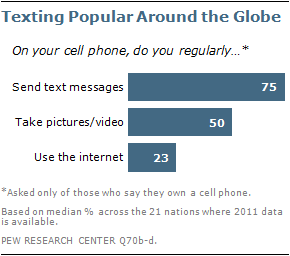 Texting Popular Around the Globe
On your cell phone, do you regularly…*
Send text messages 75
Take pictures/video 50
Use the internet 23
*Asked only of those who say they own a cell phone.
Based on median % across the 21 nations where 2011 data
is available.
PEW RESEARCH CENTER Q70b-d.